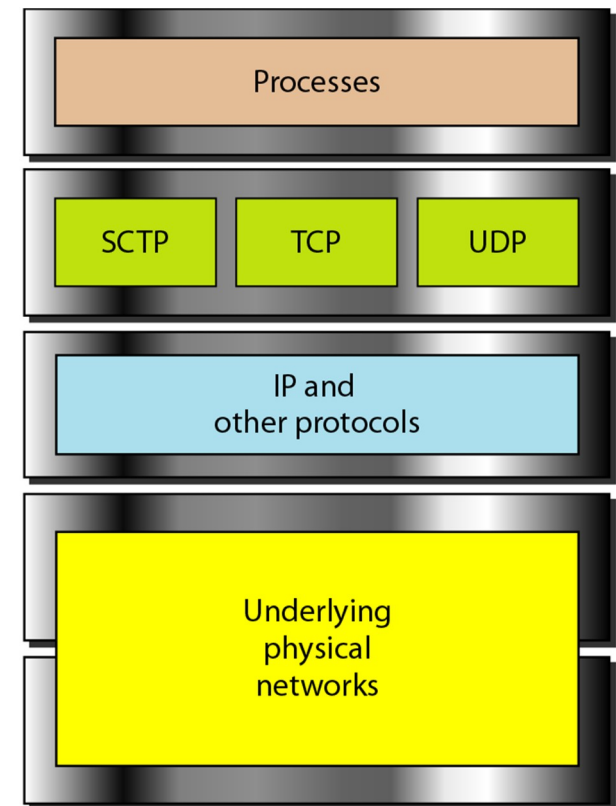 Processes
SCTP
TCP
UDP
IP and
other protocols
Underlying
physical
networks